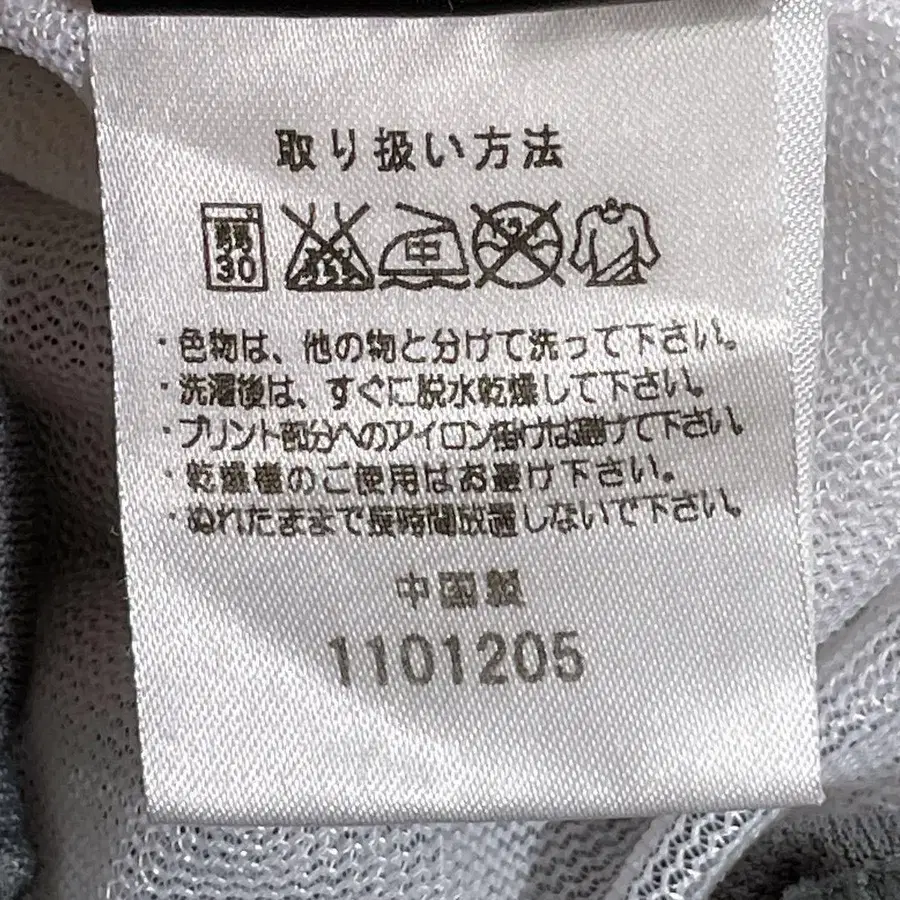 取り扱い方法
30 中
・色物は、他の物と分けて洗って下さい。
・洗濯後は、すぐに脱水乾燥して下さい。
・プリント部分へのアイロン掛けは避けて下さい。
・乾燥機のご使用はお避け下さい。
・ぬれたままで長時間放置しないで下さい。
中国製
1101205